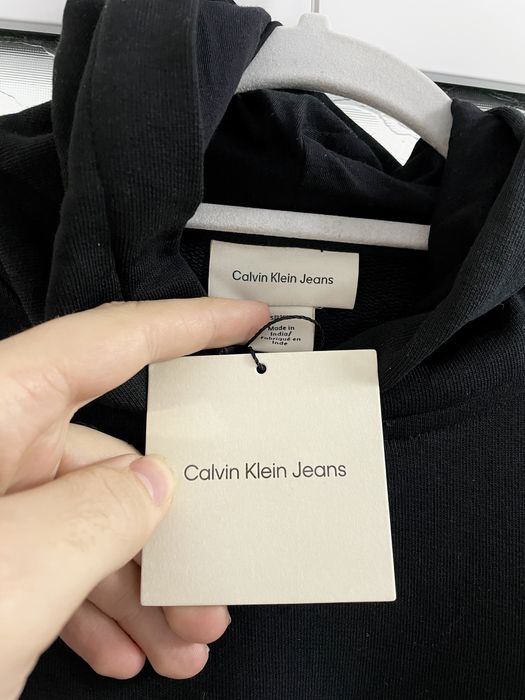 Calvin Klein Jeans
Made in
India/
Fabriqué en
Inde
Calvin Klein Jeans